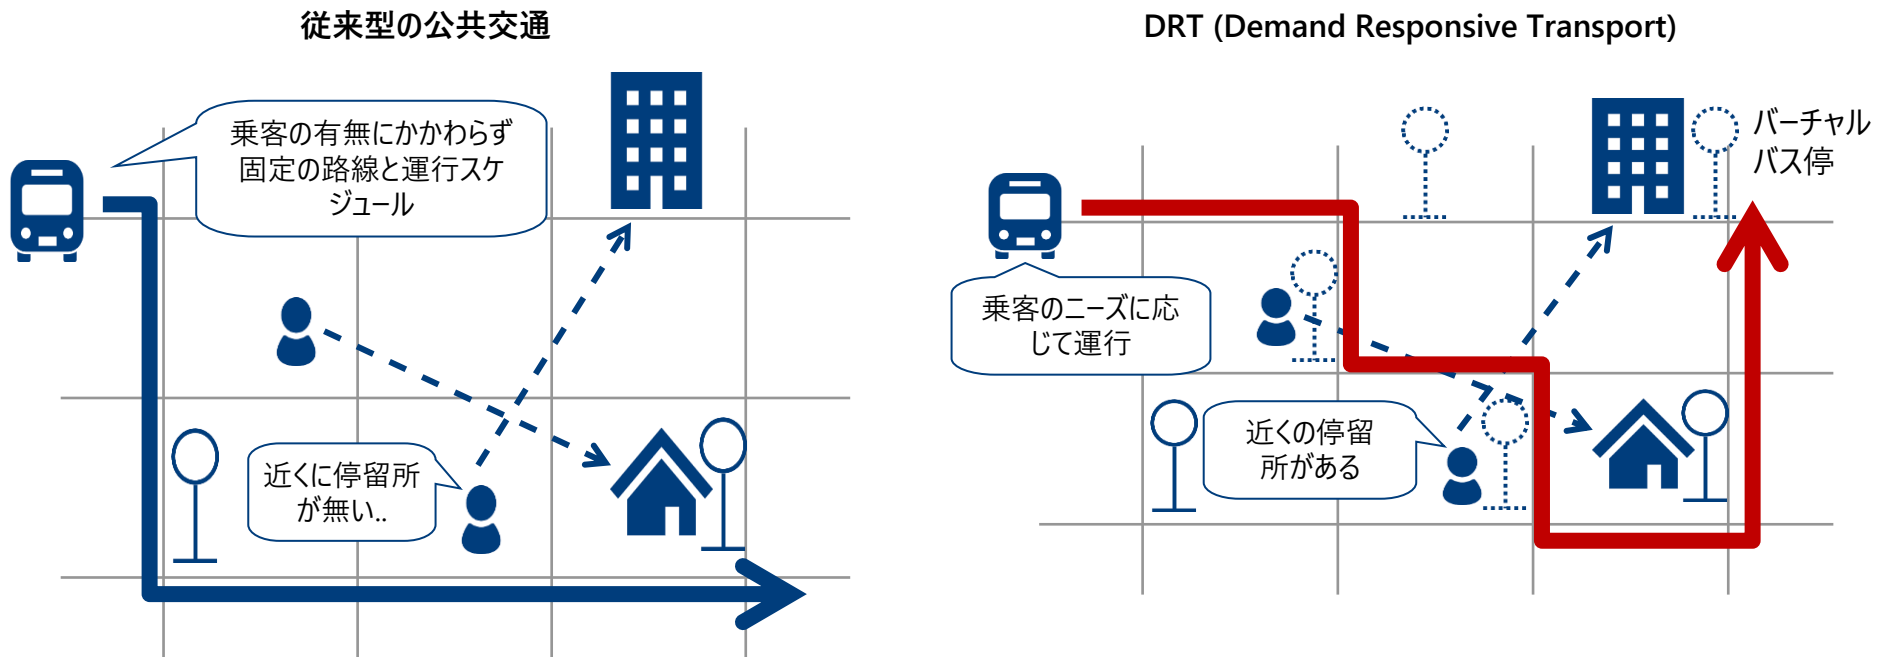 従来型の公共交通
乗客の有無にかかわらず
固定の路線と運行スケ
ジュール
近くに停留所
が無い..
DRT (Demand Responsive Transport)
バーチャル
バス停
乗客のニーズに応
じて運行
近くの停留
所がある